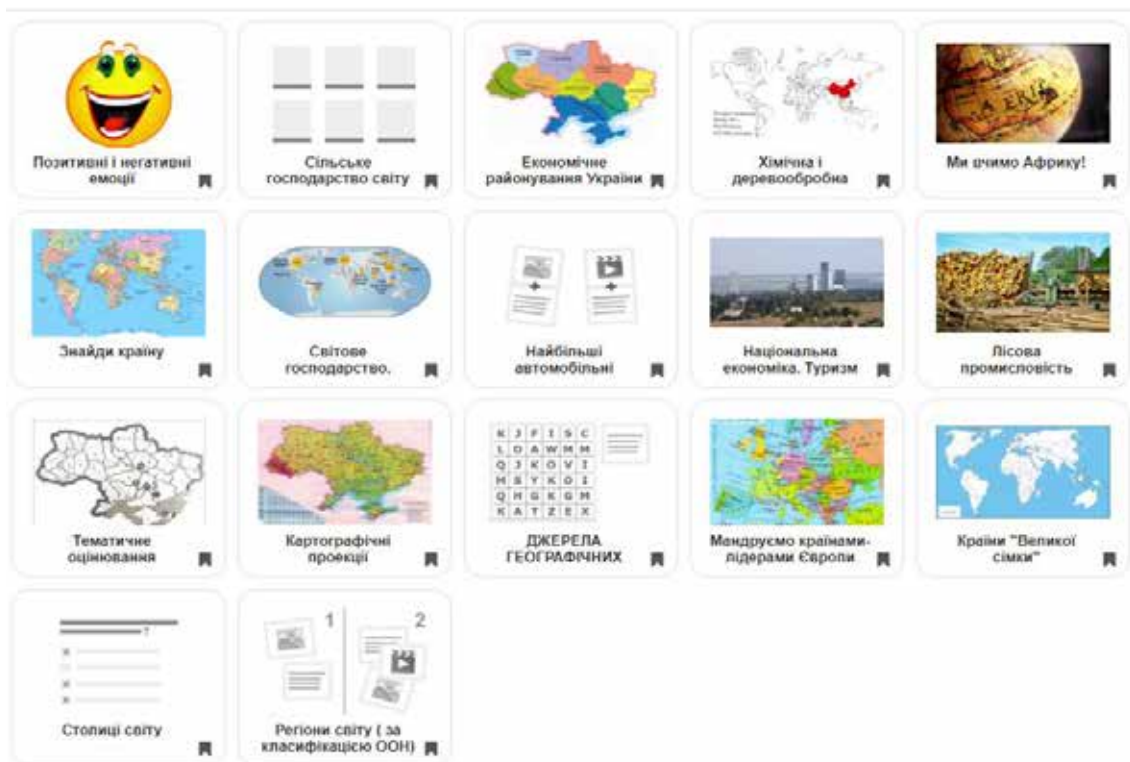 Позитивні і негативні
емоції
Сільське
господарство світу
Економічне
районування України
Хімічна і
деревообробна
Ми вчимо Африку!
Знайди країну
Світове
господарство.
Найбільші
автомобільні
Національна
економіка. Туризм
Лісова
промисловість
Тематичне
оцінювання
Картографічні
проекції
K J F I S C
L O A W M M
Q J K O V I
H S Y K O I
Q H G K G M
K A T Z E X
ДЖЕРЕЛА
ГЕОГРАФІЧНИХ
Мандруємо країнами-
лідерами Європи
Країни "Великої
сімки"
?
Столиці світу
1 2
Регіони світу ( за
класифікацією ООН)